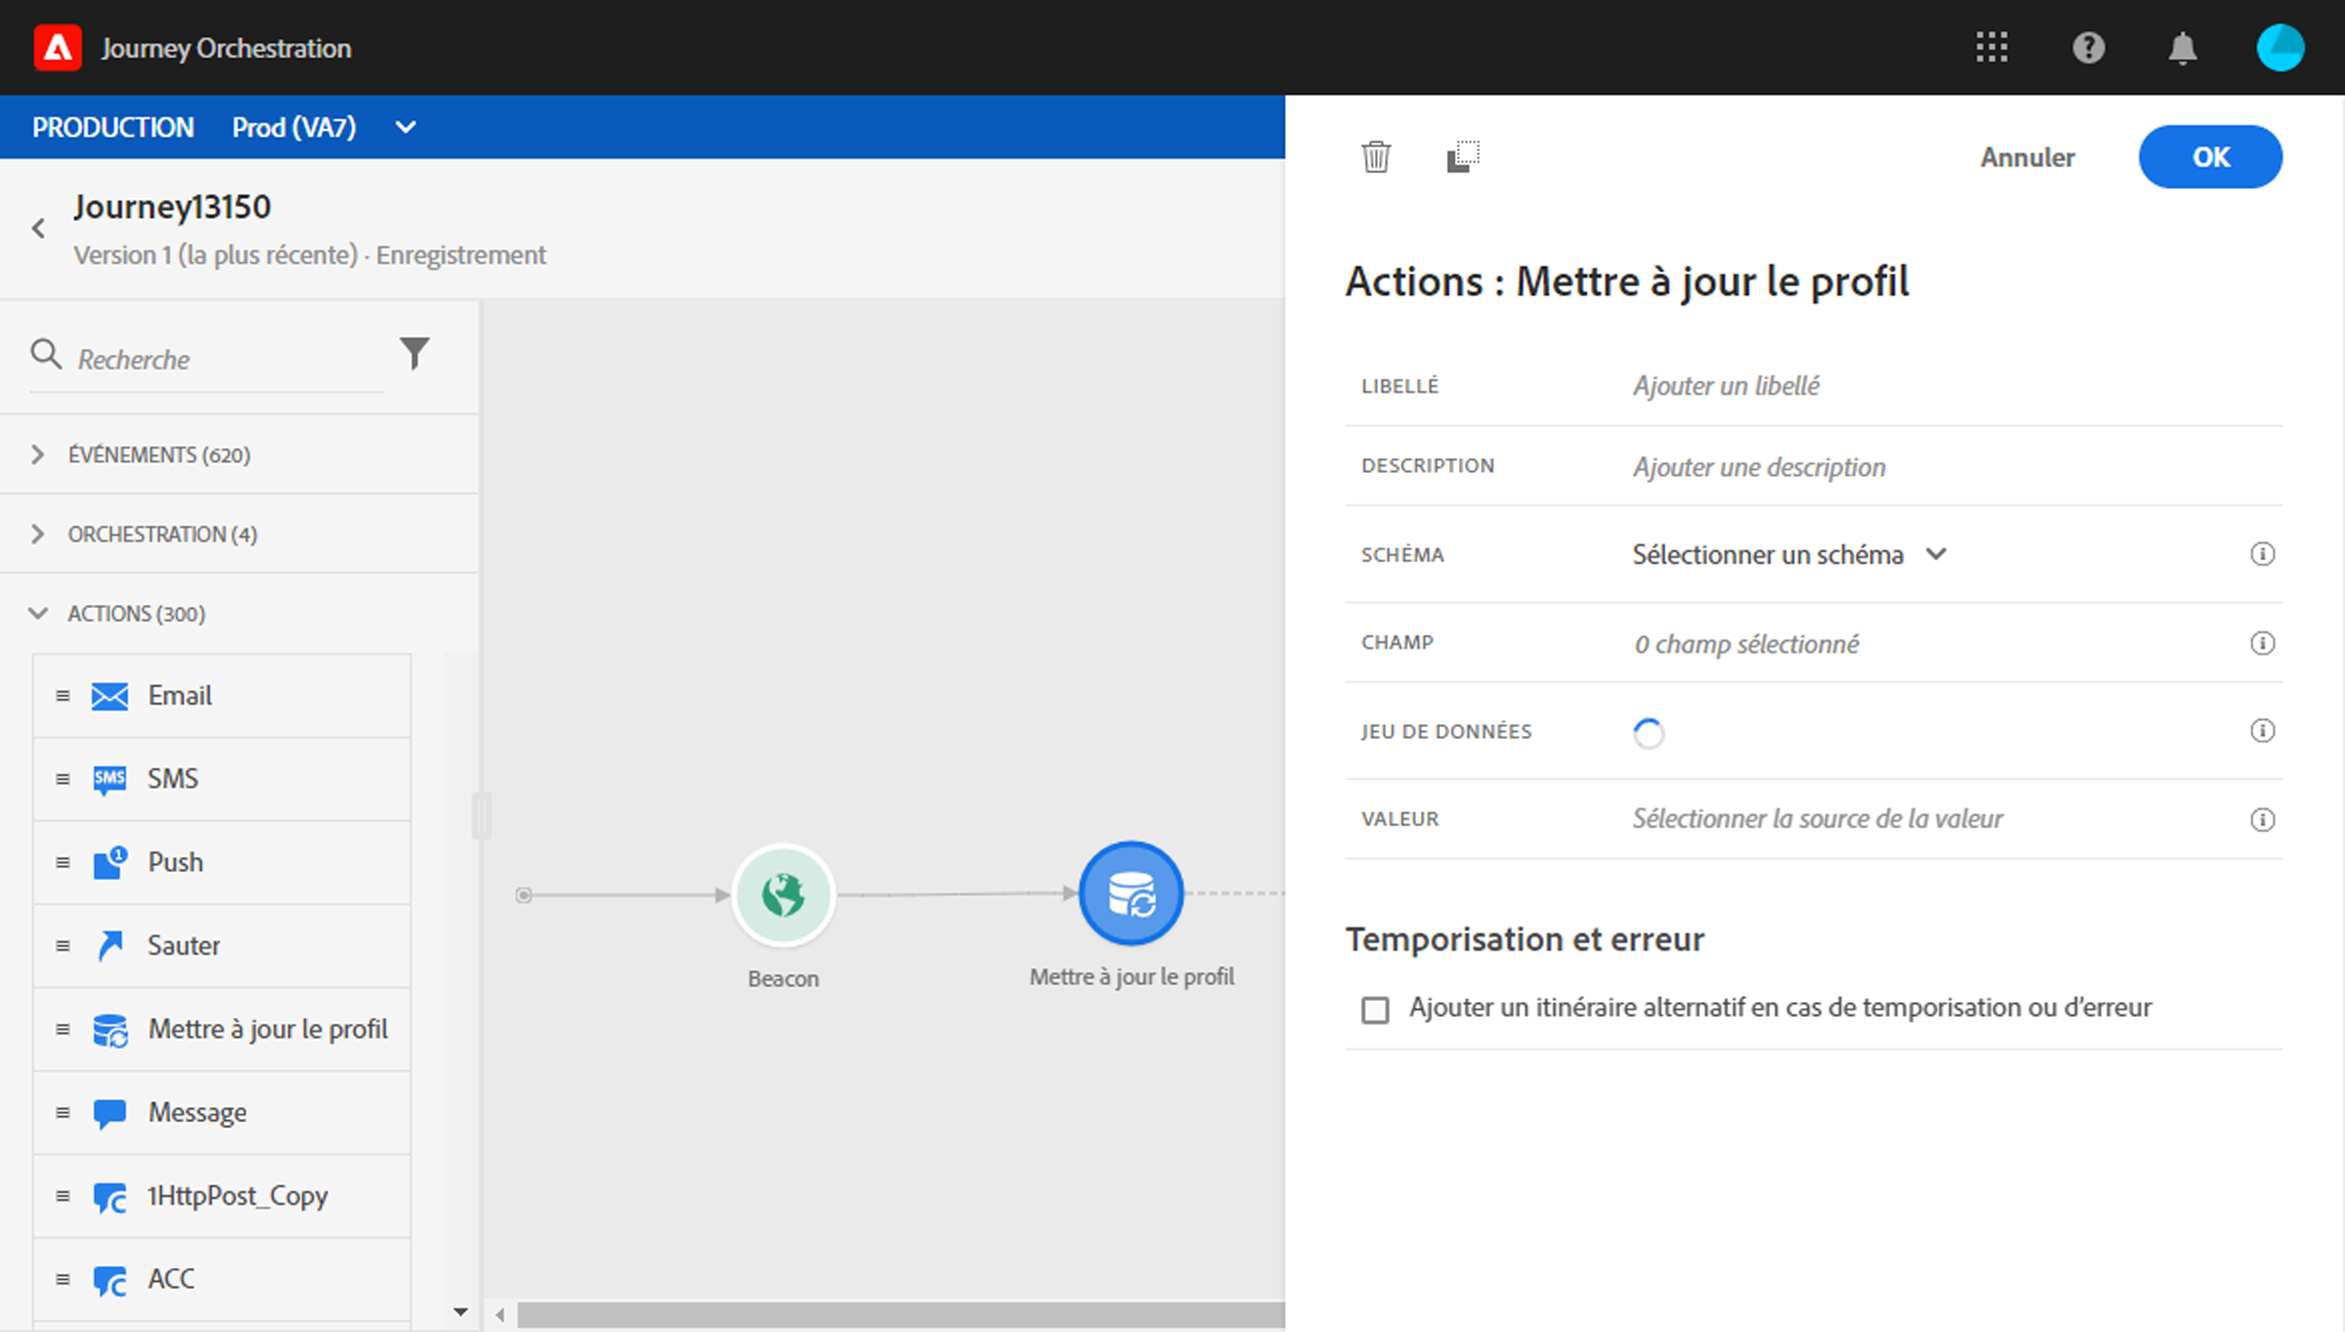 Journey Orchestration
PRODUCTION Prod (VA7)
Journey13150
Version 1 (la plus récente) · Enregistrement
Recherche
ÉVÉNEMENTS (620)
ORCHESTRATION (4)
ACTIONS (300)
Email
SMS
SMS
1
Push
Sauter
Mettre à jour le profil
Message
1HttpPost_Copy
ACC
Beacon
Mettre à jour le profil
Annuler
OK
Actions : Mettre à jour le profil
LIBELLÉ Ajouter un libellé
DESCRIPTION Ajouter une description
SCHÉMA Sélectionner un schéma
CHAMP 0 champ sélectionné
JEU DE DONNÉES
VALEUR Sélectionner la source de la valeur
Temporisation et erreur
Ajouter un itinéraire alternatif en cas de temporisation ou d'erreur